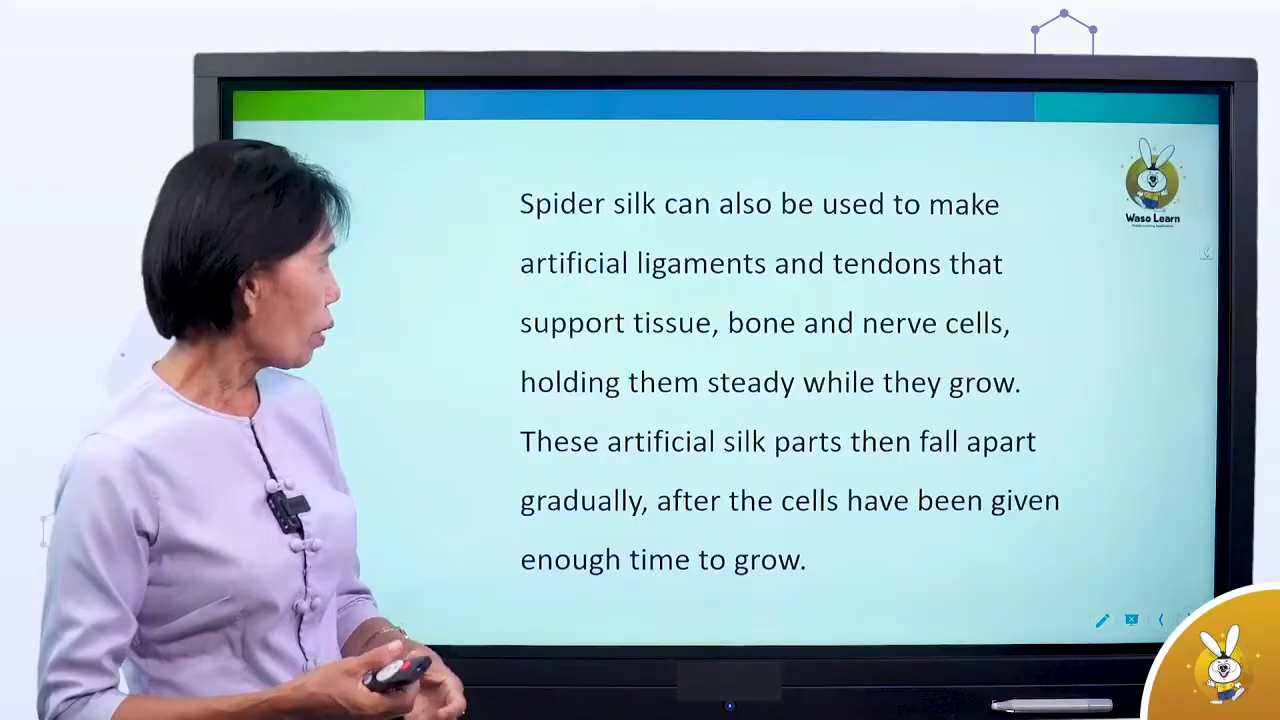 Spider silk can also be used to make
artificial ligaments and tendons that
support tissue, bone and nerve cells,
holding them steady while they grow.
These artificial silk parts then fall apart
gradually, after the cells have been given
enough time to grow.
Waso Learn